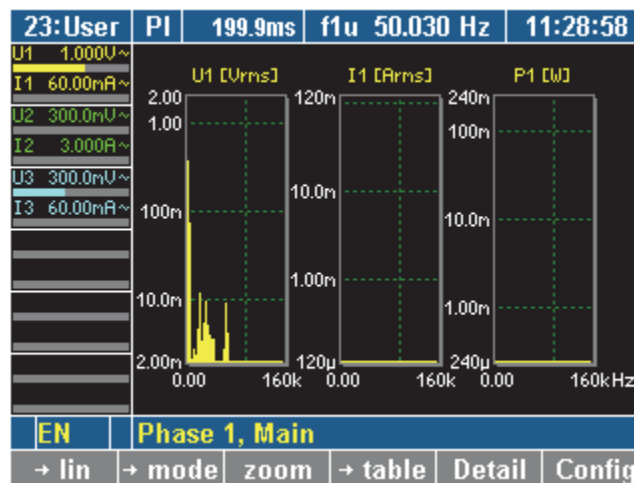 23:User PI 199.9ms f1u 50.030 Hz 11:28:58
U1 1.000V~
I1 60.00mA~
U2 300.0mV~
I2 3.000A~
U3 300.0mV~
I3 60.00mA~
U1 [Vrms] I1 [Arms] P1 [W]
2.00 120m 240m
1.00 100m
100m 10.0m 10.0m
10.0m 1.00m 1.00m
2.00m 120µ 240µ
0.00 160k 0.00 160k 0.00 160kHz
EN Phase 1, Main
→ lin → mode zoom → table Detail Config